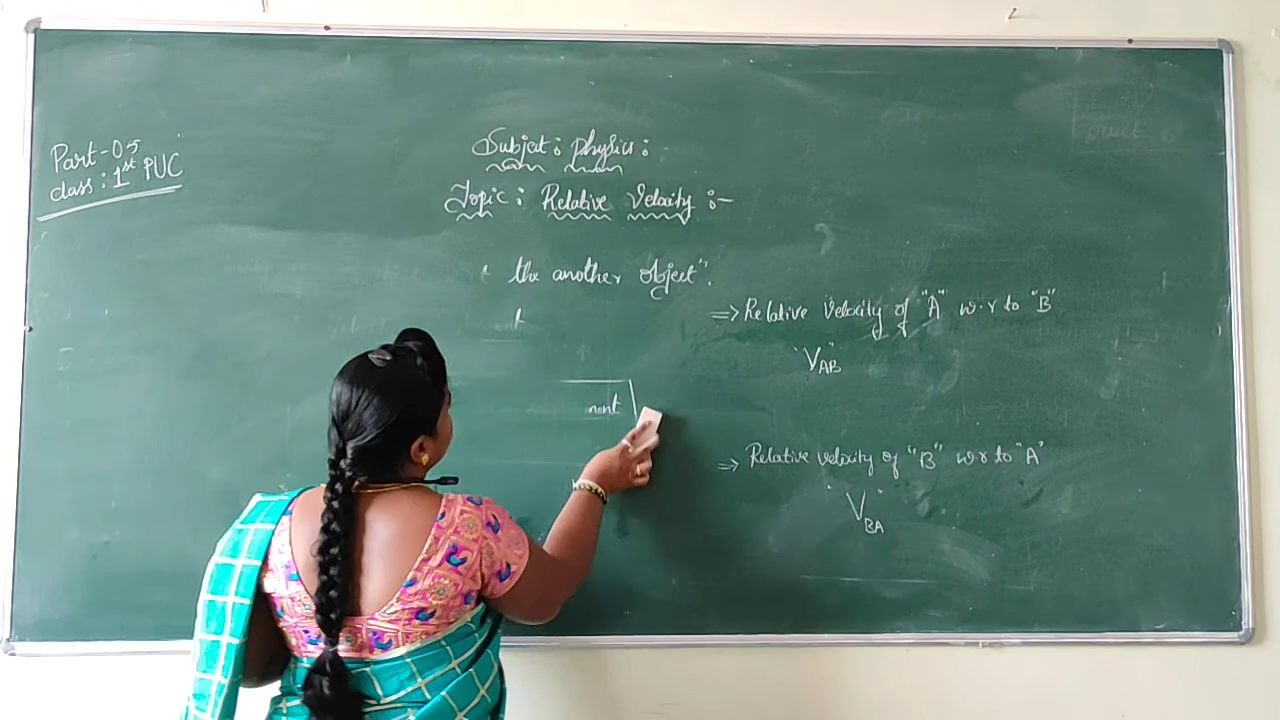 Part-05
class : 1st PUC
Subject : Physics :
Topic : Relative Velocity :-
the another object".
⇒ Relative Velocity of "A" w.r to "B"
"VAB"
ment
⇒ Relative velocity of "B" w r to "A"
"VBA"